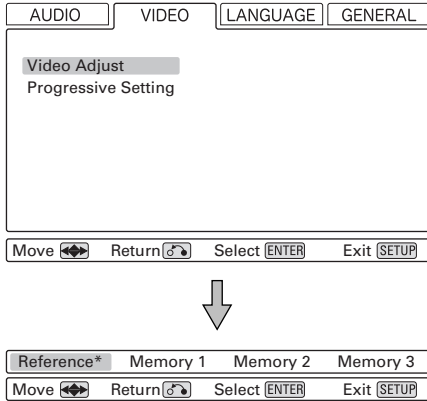 AUDIO VIDEO LANGUAGE GENERAL
Video Adjust
Progressive Setting
Move Return Select ENTER Exit SETUP
Reference* Memory 1 Memory 2 Memory 3
Move Return Select ENTER Exit SETUP